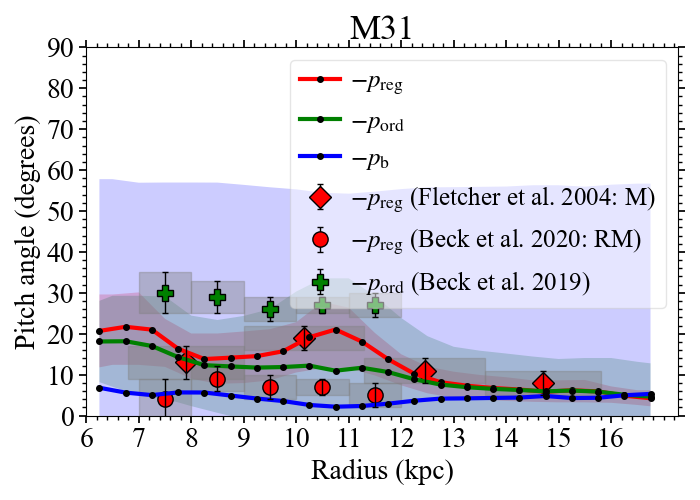 M31
Pitch angle (degrees)
90
80
70
60
50
40
30
20
10
0
−p_reg
−p_ord
−p_b
−p_reg (Fletcher et al. 2004: M)
−p_reg (Beck et al. 2020: RM)
−p_ord (Beck et al. 2019)
6 7 8 9 10 11 12 13 14 15 16
Radius (kpc)